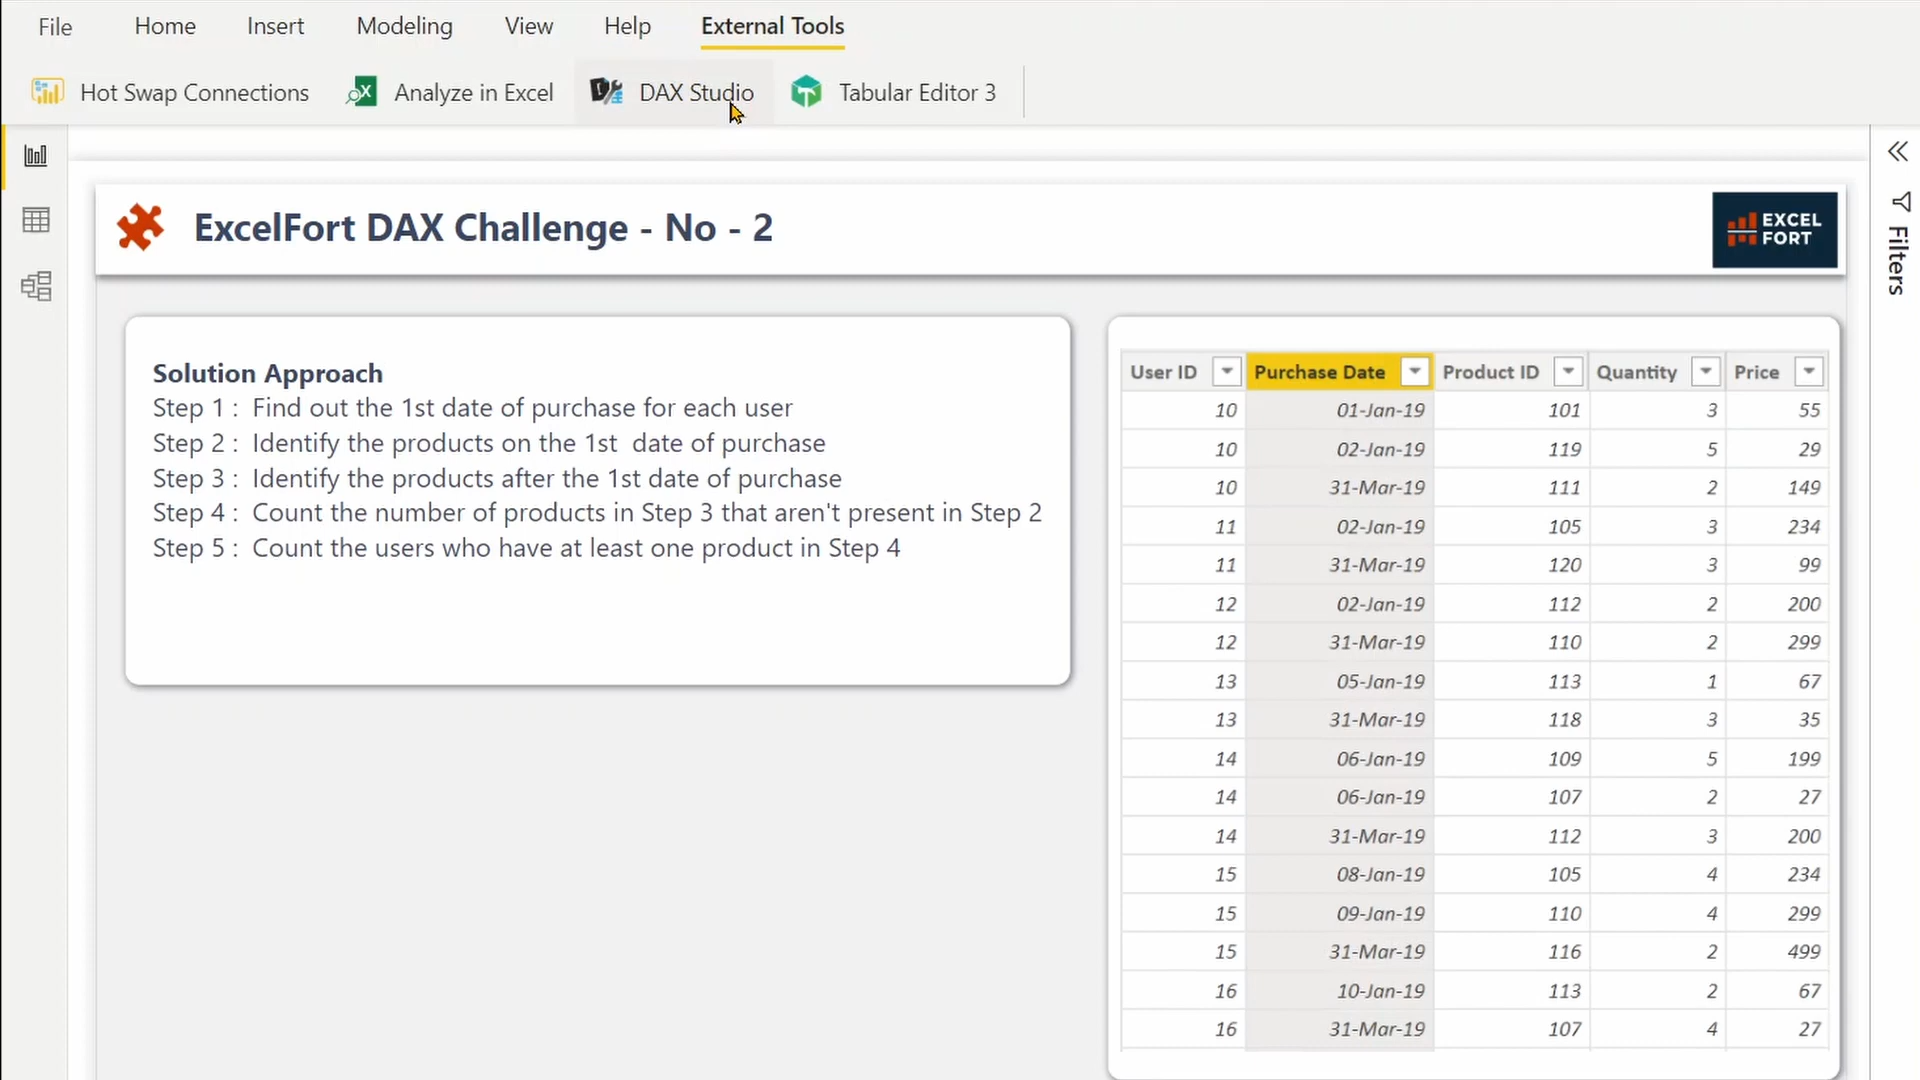 File Home Insert Modeling View Help External Tools
Hot Swap Connections Analyze in Excel DAX Studio Tabular Editor 3
ExcelFort DAX Challenge - No - 2
EXCEL
FORT
Filters
Solution Approach
Step 1 : Find out the 1st date of purchase for each user
Step 2 : Identify the products on the 1st date of purchase
Step 3 : Identify the products after the 1st date of purchase
Step 4 : Count the number of products in Step 3 that aren't present in Step 2
Step 5 : Count the users who have at least one product in Step 4
User ID Purchase Date Product ID Quantity Price
10 01-Jan-19 101 3 55
10 02-Jan-19 119 5 29
10 31-Mar-19 111 2 149
11 02-Jan-19 105 3 234
11 31-Mar-19 120 3 99
12 02-Jan-19 112 2 200
12 31-Mar-19 110 2 299
13 05-Jan-19 113 1 67
13 31-Mar-19 118 3 35
14 06-Jan-19 109 5 199
14 06-Jan-19 107 2 27
14 31-Mar-19 112 3 200
15 08-Jan-19 105 4 234
15 09-Jan-19 110 4 299
15 31-Mar-19 116 2 499
16 10-Jan-19 113 2 67
16 31-Mar-19 107 4 27